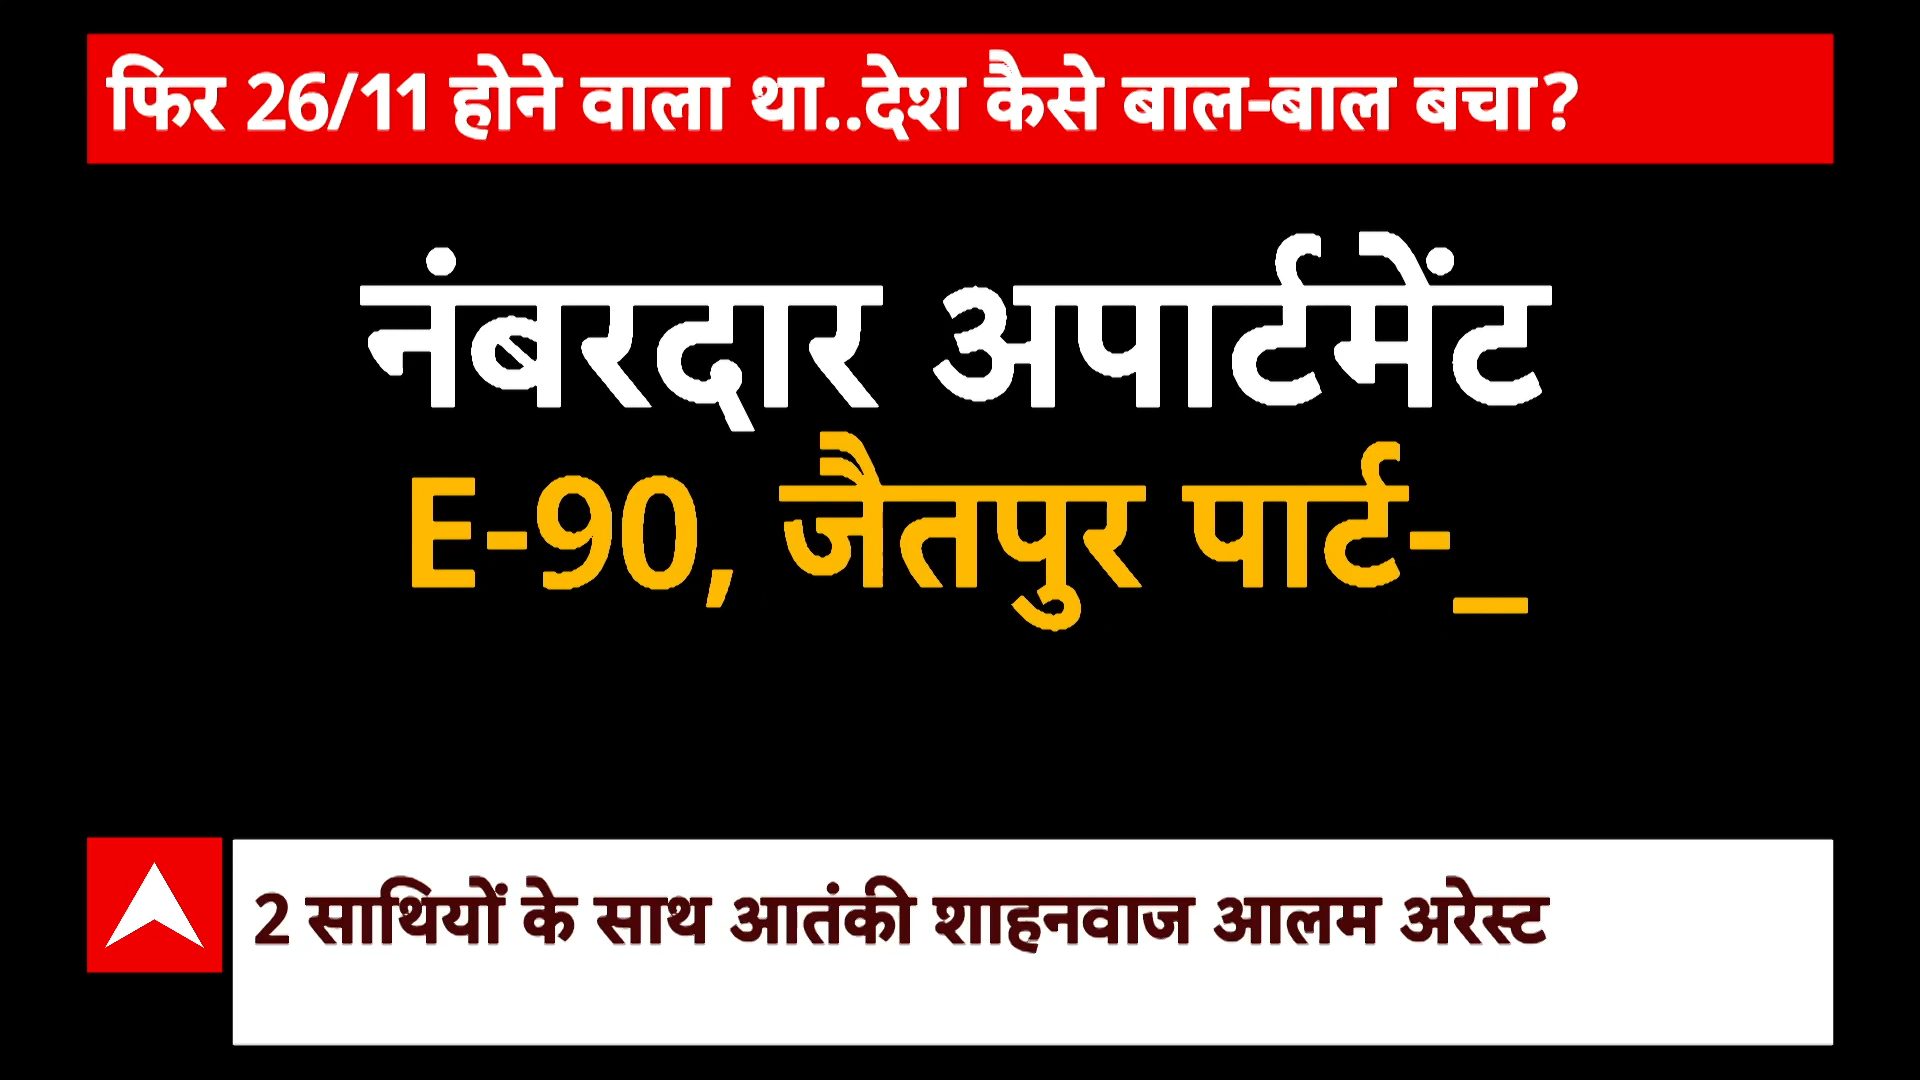 फिर 26/11 होने वाला था..देश कैसे बाल-बाल बचा?
नंबरदार अपार्टमेंट
E-90, जैतपुर पार्ट-_
2 साथियों के साथ आतंकी शाहनवाज आलम अरेस्ट